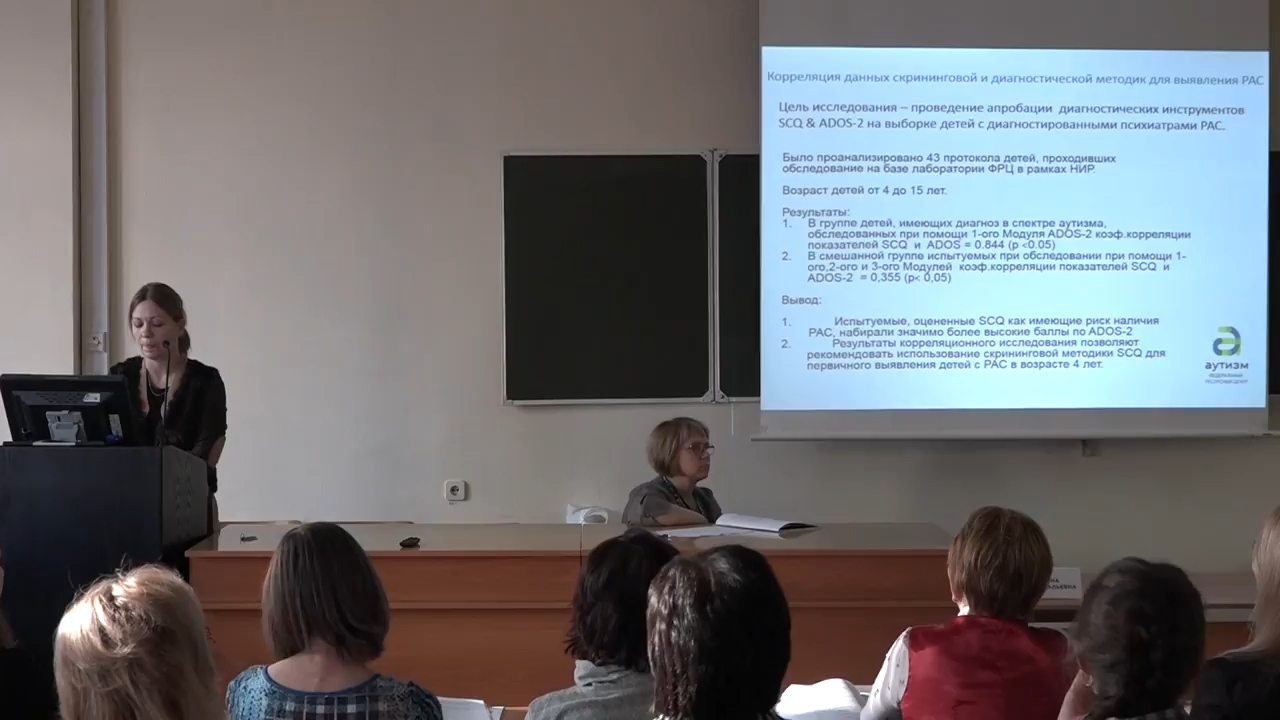 Корреляция данных скрининговой и диагностической методик для выявления РАС
Цель исследования – проведение апробации диагностических инструментов
SCQ & ADOS-2 на выборке детей с диагностированными психиатрами РАС.
Было проанализировано 43 протокола детей, проходивших
обследование на базе лаборатории ФРЦ в рамках НИР.
Возраст детей от 4 до 15 лет.
Результаты:
1. В группе детей, имеющих диагноз в спектре аутизма,
обследованных при помощи 1-ого Модуля ADOS-2 коэф.корреляции
показателей SCQ и ADOS = 0.844 (p <0.05)
2. В смешанной группе испытуемых при обследовании при помощи 1-
ого,2-ого и 3-ого Модулей коэф.корреляции показателей SCQ и
ADOS-2 = 0,355 (p< 0,05)
Вывод:
1. Испытуемые, оцененные SCQ как имеющие риск наличия
РАС, набирали значимо более высокие баллы по ADOS-2
2. Результаты корреляционного исследования позволяют
рекомендовать использование скрининговой методики SCQ для
первичного выявления детей с РАС в возрасте 4 лет.
аутизм
ФЕДЕРАЛЬНЫЙ
РЕСУРСНЫЙ ЦЕНТР